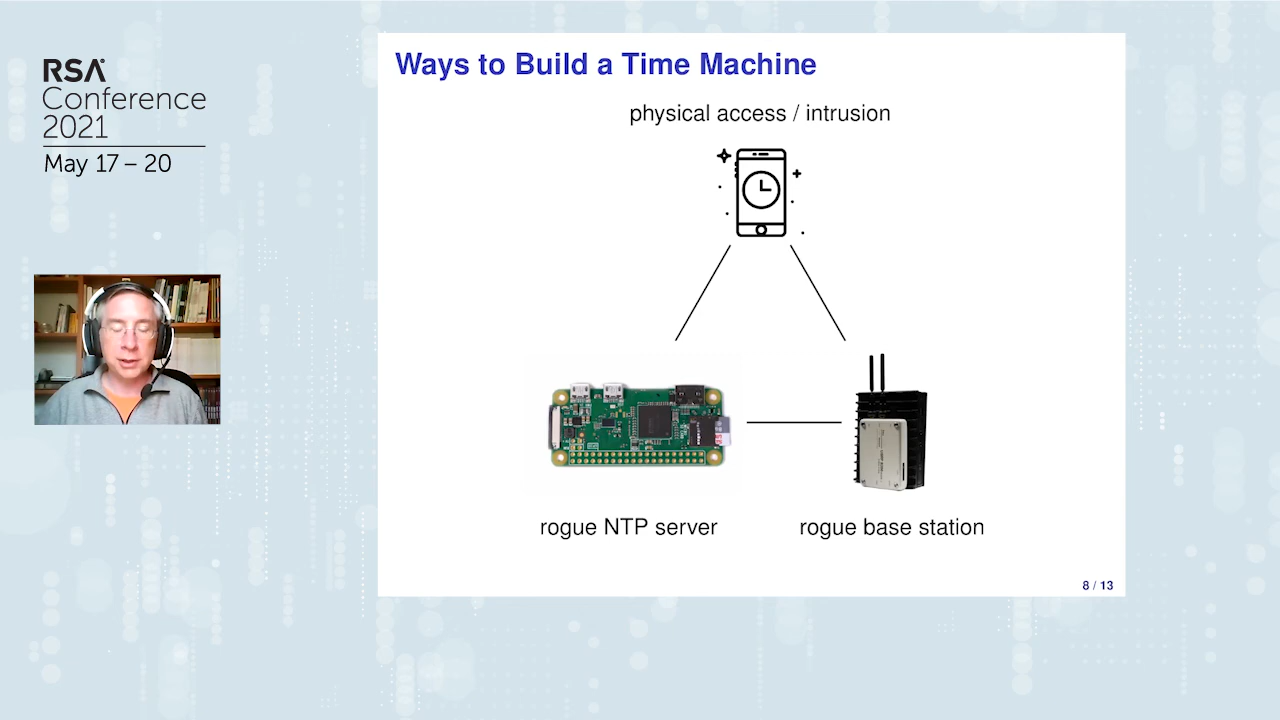 RSA
Conference
2021
May 17 – 20
Ways to Build a Time Machine
physical access / intrusion
rogue NTP server
rogue base station
8 / 13